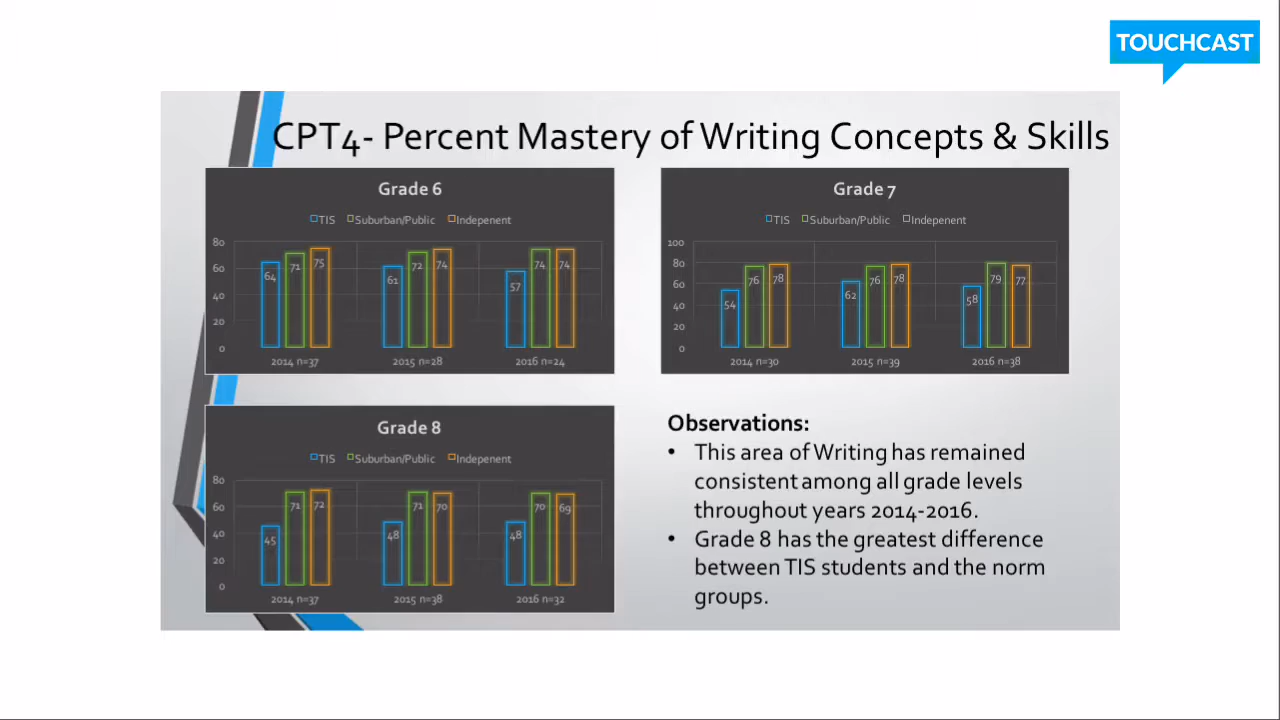 TOUCHCAST
CPT4- Percent Mastery of Writing Concepts & Skills
Grade 6
TIS Suburban/Public Indepenent
80
60
40
20
0
64 71 75
61 72 74
57 74 74
2014 n=37 2015 n=28 2016 n=24
Grade 7
TIS Suburban/Public Indepenent
100
80
60
40
20
0
54 76 78
62 76 78
58 79 77
2014 n=30 2015 n=39 2016 n=38
Grade 8
TIS Suburban/Public Indepenent
80
60
40
20
0
45 71 72
48 71 70
48 70 69
2014 n=37 2015 n=38 2016 n=32
Observations:
• This area of Writing has remained
consistent among all grade levels
throughout years 2014-2016.
• Grade 8 has the greatest difference
between TIS students and the norm
groups.